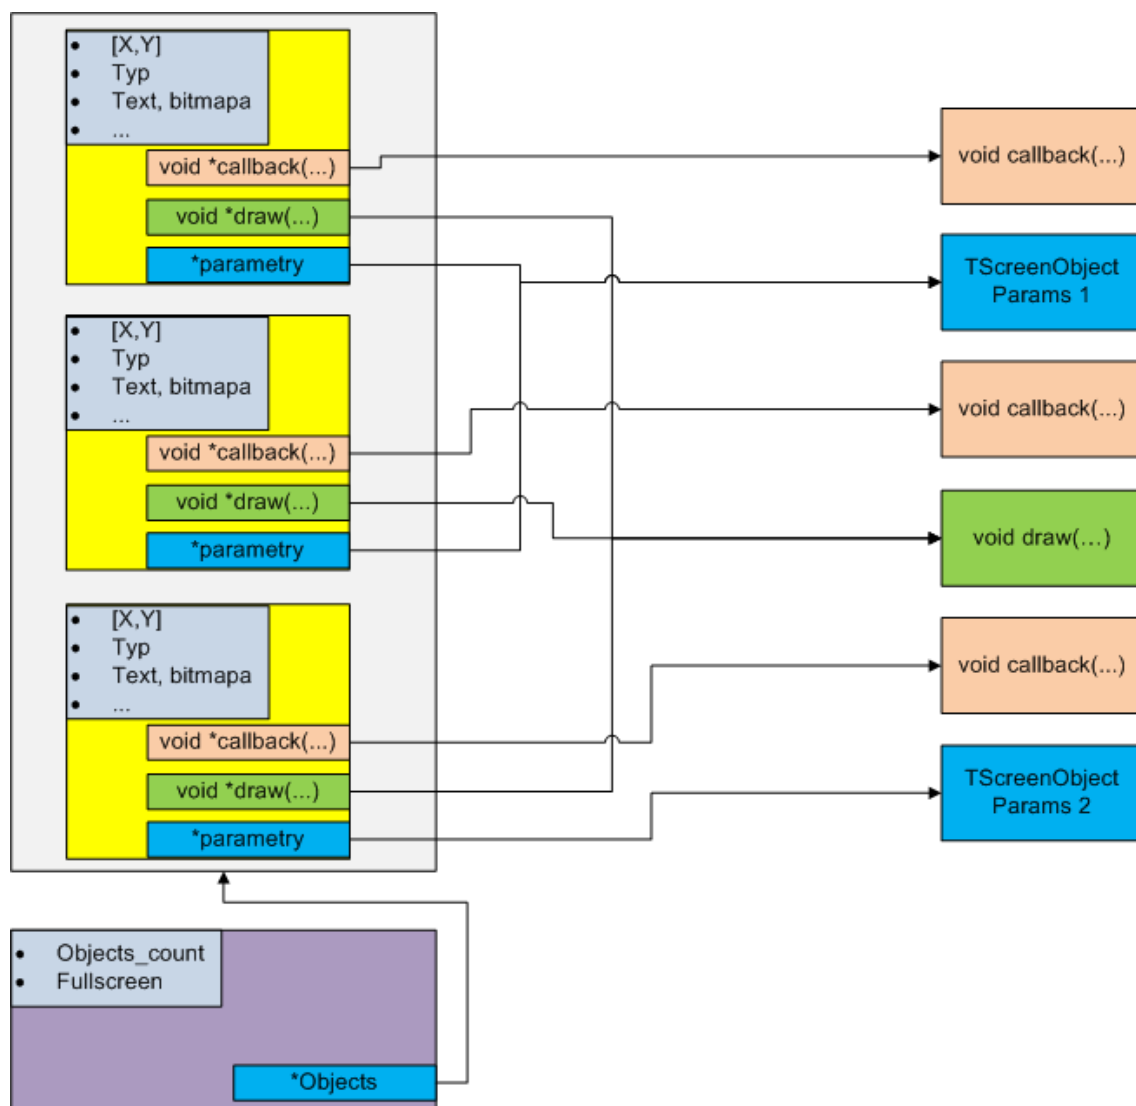 [X,Y]
Typ
Text, bitmapa
...
void *callback(...)
void *draw(...)
*parametry
[X,Y]
Typ
Text, bitmapa
...
void *callback(...)
void *draw(...)
*parametry
[X,Y]
Typ
Text, bitmapa
...
void *callback(...)
void *draw(...)
*parametry
Objects_count
Fullscreen
*Objects
void callback(...)
TScreenObject
Params 1
void callback(...)
void draw(...)
void callback(...)
TScreenObject
Params 2